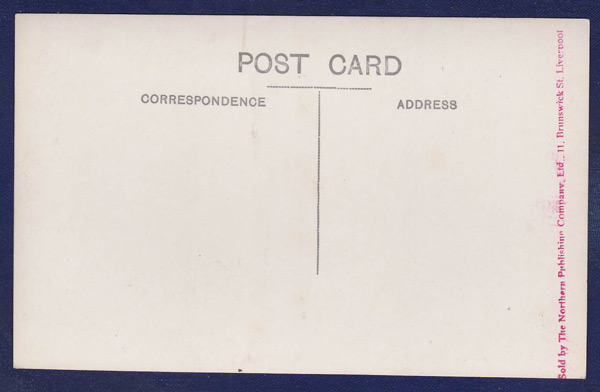 POST CARD
CORRESPONDENCE
ADDRESS
Sold by The Northern Publishing Company, Ltd., 11, Brunswick St. Liverpool